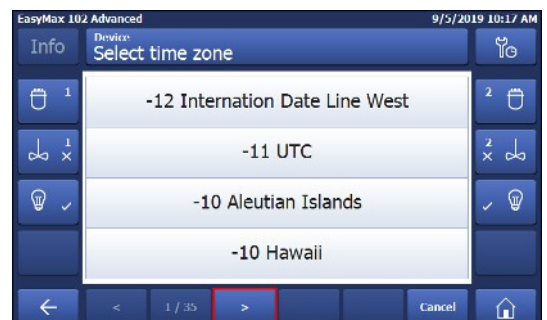 EasyMax 102 Advanced 9/5/2019 10:17 AM
Info
Device
Select time zone
1
2
-12 Internation Date Line West
1
2
-11 UTC
-10 Aleutian Islands
-10 Hawaii
< 1 / 35 > Cancel